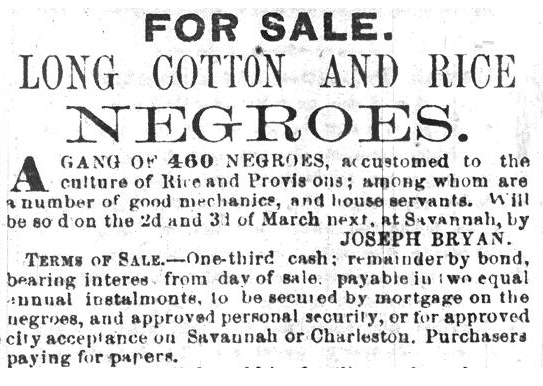 FOR SALE.
LONG COTTON AND RICE
NEGROES.
A GANG OF 460 NEGROES, accustomed to the
culture of Rice and Provis ons; among whom are
a number of good mechanics, and house servants. Will
be so d on the 2d and 3d of March next, at Savannah, by
JOSEPH BRYAN.
TERMS OF SALE.—One-third cash; remainder by bond,
bearing interes from day of sale, payable in two equal
annual instalments, to be secured by mortgage on the
negroes, and approved personal security, or for approved
city acceptance on Savannah or Charleston. Purchasers
paying for papers.